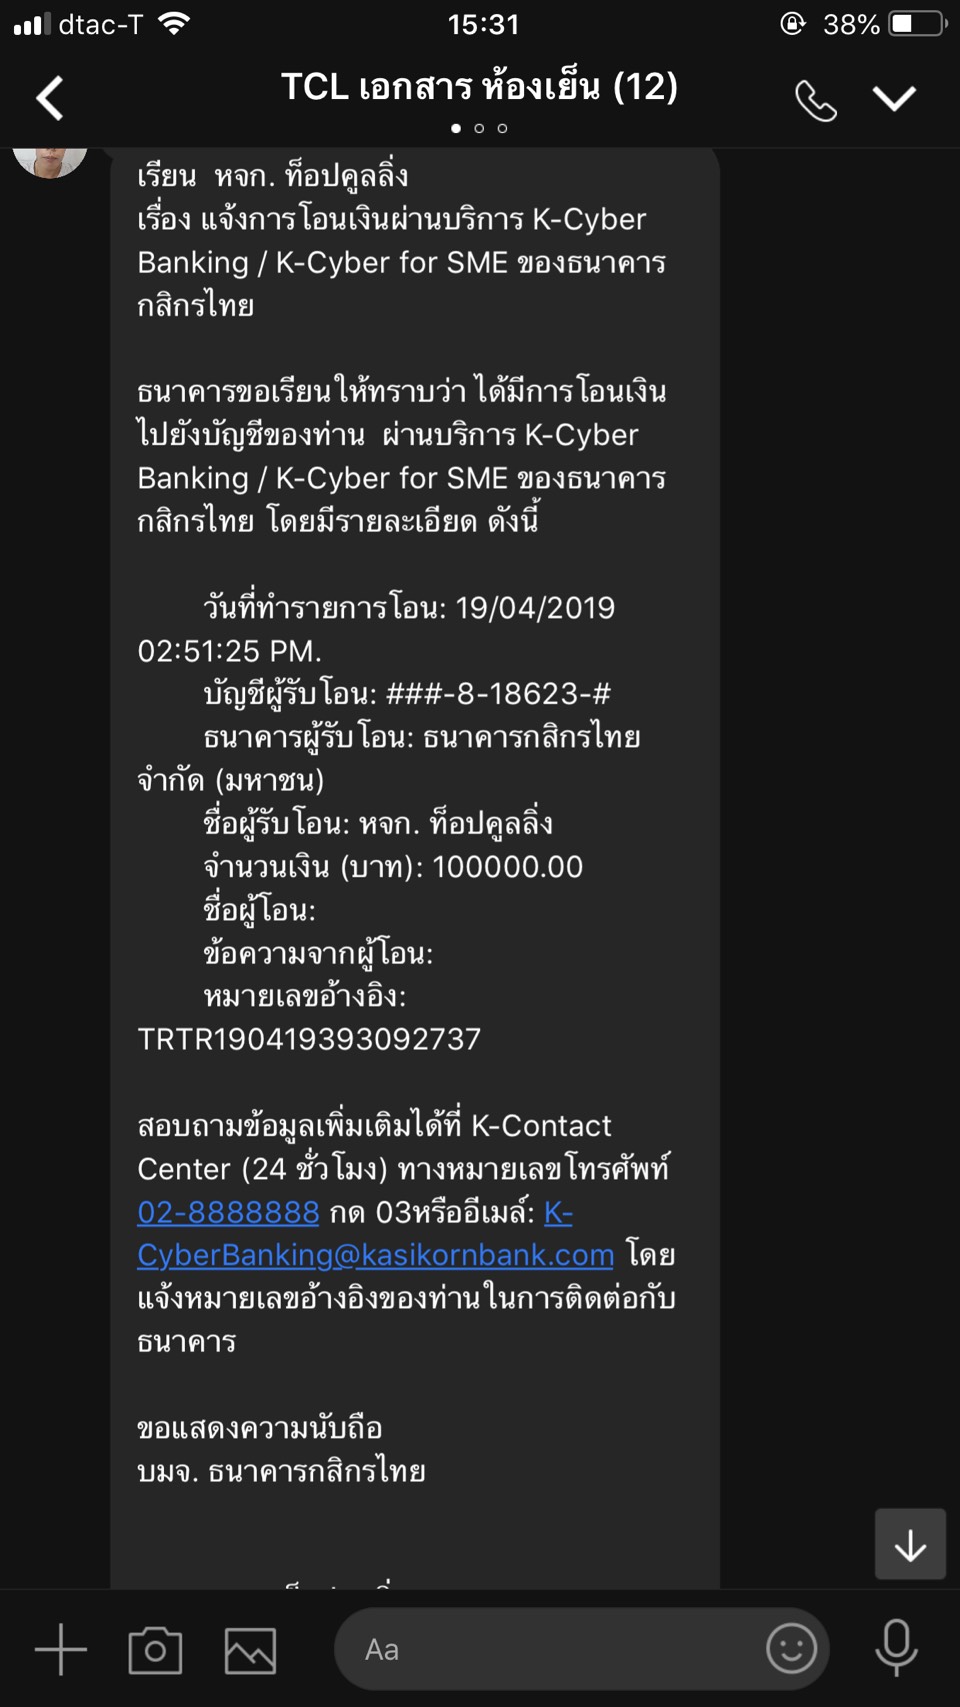 dtac-T 15:31 38%
TCL เอกสาร ห้องเย็น (12)
เรียน  หจก. ท็อปคูลลิ่ง
เรื่อง แจ้งการโอนเงินผ่านบริการ K-Cyber
Banking / K-Cyber for SME ของธนาคาร
กสิกรไทย
ธนาคารขอเรียนให้ทราบว่า ได้มีการโอนเงิน
ไปยังบัญชีของท่าน  ผ่านบริการ K-Cyber
Banking / K-Cyber for SME ของธนาคาร
กสิกรไทย โดยมีรายละเอียด ดังนี้
วันที่ทำรายการโอน: 19/04/2019
02:51:25 PM.
บัญชีผู้รับโอน: ###-8-18623-#
ธนาคารผู้รับโอน: ธนาคารกสิกรไทย
จำกัด (มหาชน)
ชื่อผู้รับโอน: หจก. ท็อปคูลลิ่ง
จำนวนเงิน (บาท): 100000.00
ชื่อผู้โอน:
ข้อความจากผู้โอน:
หมายเลขอ้างอิง:
TRTR190419393092737
สอบถามข้อมูลเพิ่มเติมได้ที่ K-Contact
Center (24 ชั่วโมง) ทางหมายเลขโทรศัพท์
02-8888888 กด 03หรืออีเมล์: K-
CyberBanking@kasikornbank.com โดย
แจ้งหมายเลขอ้างอิงของท่านในการติดต่อกับ
ธนาคาร
ขอแสดงความนับถือ
บมจ. ธนาคารกสิกรไทย
Aa